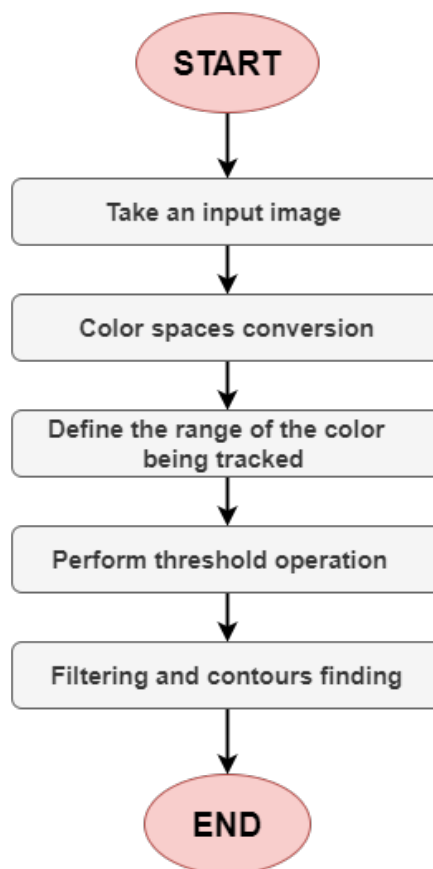 START
Take an input image
Color spaces conversion
Define the range of the color
being tracked
Perform threshold operation
Filtering and contours finding
END